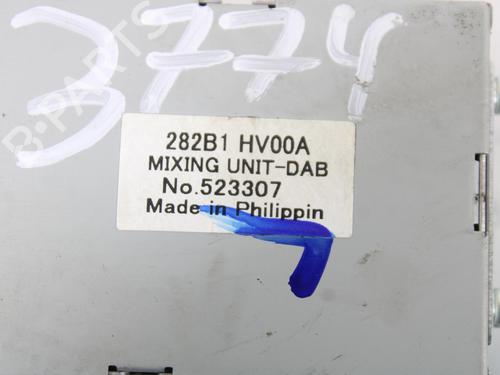 3774
B-PARTS
282B1 HV00A
MIXING UNIT-DAB
No.523307
Made in Philippin